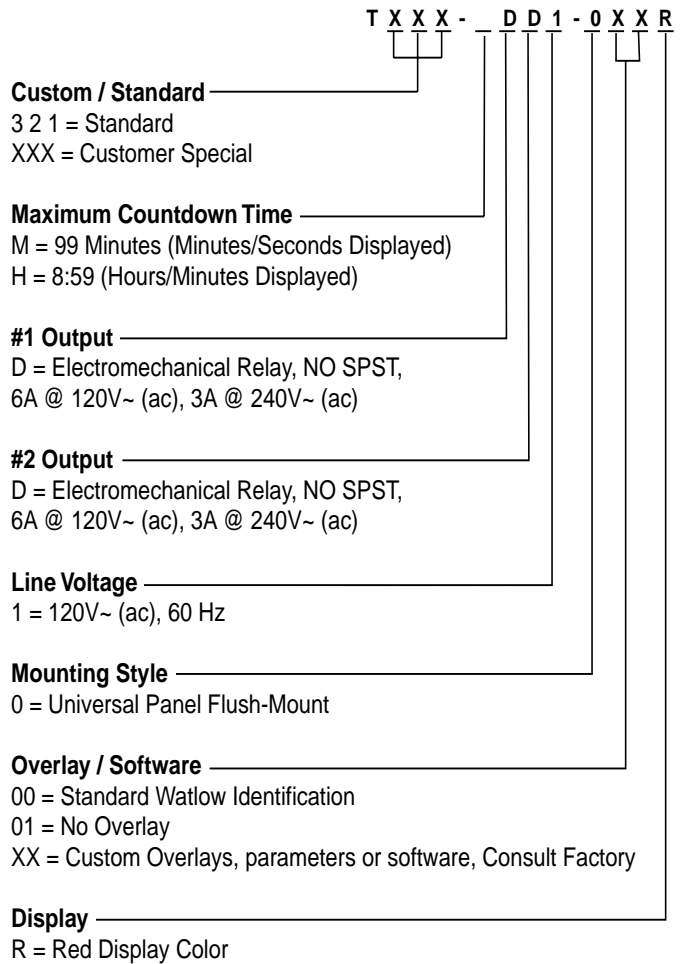 T X X X - _ D D 1 - 0 X X R
Custom / Standard
3 2 1 = Standard
XXX = Customer Special
Maximum Countdown Time
M = 99 Minutes (Minutes/Seconds Displayed)
H = 8:59 (Hours/Minutes Displayed)
#1 Output
D = Electromechanical Relay, NO SPST,
6A @ 120V~ (ac), 3A @ 240V~ (ac)
#2 Output
D = Electromechanical Relay, NO SPST,
6A @ 120V~ (ac), 3A @ 240V~ (ac)
Line Voltage
1 = 120V~ (ac), 60 Hz
Mounting Style
0 = Universal Panel Flush-Mount
Overlay / Software
00 = Standard Watlow Identification
01 = No Overlay
XX = Custom Overlays, parameters or software, Consult Factory
Display
R = Red Display Color